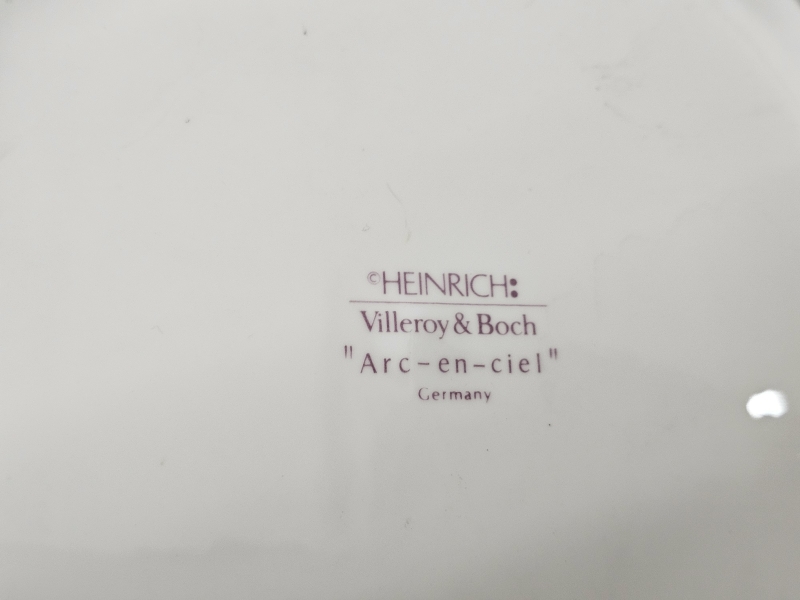 ©HEINRICH:
Villeroy & Boch
"Arc-en-ciel"
Germany